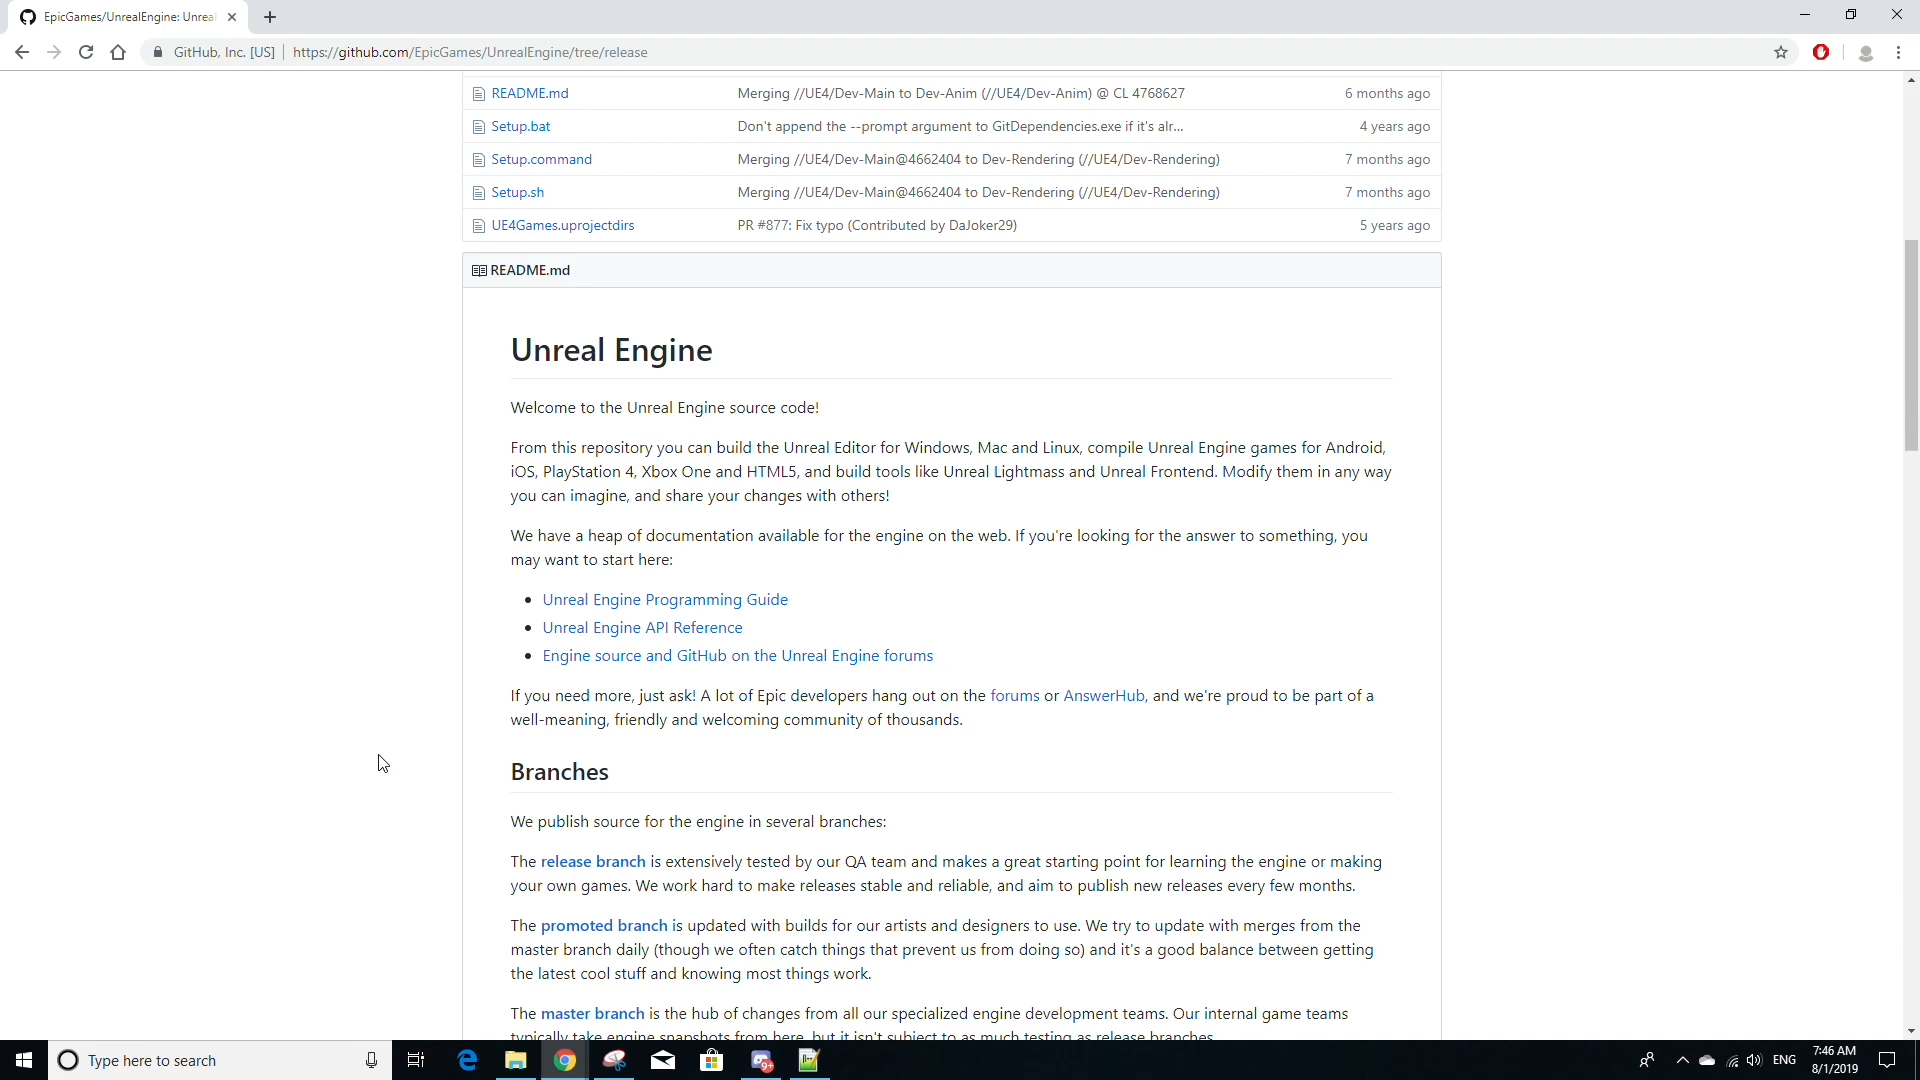 EpicGames/UnrealEngine: Unrea
GitHub, Inc. [US] | https://github.com/EpicGames/UnrealEngine/tree/release
README.md Merging //UE4/Dev-Main to Dev-Anim (//UE4/Dev-Anim) @ CL 4768627 6 months ago
Setup.bat Don't append the --prompt argument to GitDependencies.exe if it's alr... 4 years ago
Setup.command Merging //UE4/Dev-Main@4662404 to Dev-Rendering (//UE4/Dev-Rendering) 7 months ago
Setup.sh Merging //UE4/Dev-Main@4662404 to Dev-Rendering (//UE4/Dev-Rendering) 7 months ago
UE4Games.uprojectdirs PR #877: Fix typo (Contributed by DaJoker29) 5 years ago
README.md
Unreal Engine
Welcome to the Unreal Engine source code!
From this repository you can build the Unreal Editor for Windows, Mac and Linux, compile Unreal Engine games for Android,
iOS, PlayStation 4, Xbox One and HTML5, and build tools like Unreal Lightmass and Unreal Frontend. Modify them in any way
you can imagine, and share your changes with others!
We have a heap of documentation available for the engine on the web. If you're looking for the answer to something, you
may want to start here:
• Unreal Engine Programming Guide
• Unreal Engine API Reference
• Engine source and GitHub on the Unreal Engine forums
If you need more, just ask! A lot of Epic developers hang out on the forums or AnswerHub, and we're proud to be part of a
well-meaning, friendly and welcoming community of thousands.
Branches
We publish source for the engine in several branches:
The release branch is extensively tested by our QA team and makes a great starting point for learning the engine or making
your own games. We work hard to make releases stable and reliable, and aim to publish new releases every few months.
The promoted branch is updated with builds for our artists and designers to use. We try to update with merges from the
master branch daily (though we often catch things that prevent us from doing so) and it's a good balance between getting
the latest cool stuff and knowing most things work.
The master branch is the hub of changes from all our specialized engine development teams. Our internal game teams
typically take engine snapshots from here, but it isn't subject to as much testing as release branches.
Type here to search
9+
ENG
7:46 AM
8/1/2019